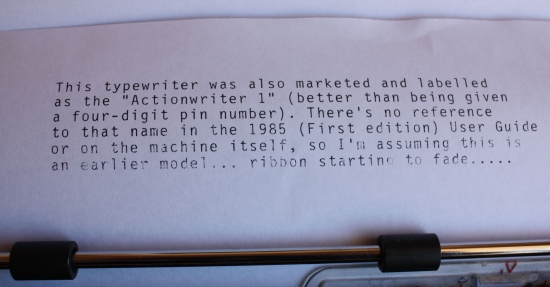 This typewriter was also marketed and labelled
as the "Actionwriter 1" (better than being given
a four-digit pin number). There's no reference
to that name in the 1985 (First edition) User Guide
or on the machine itself, so I'm assuming this is
an earlier model... ribbon starting to fade.....